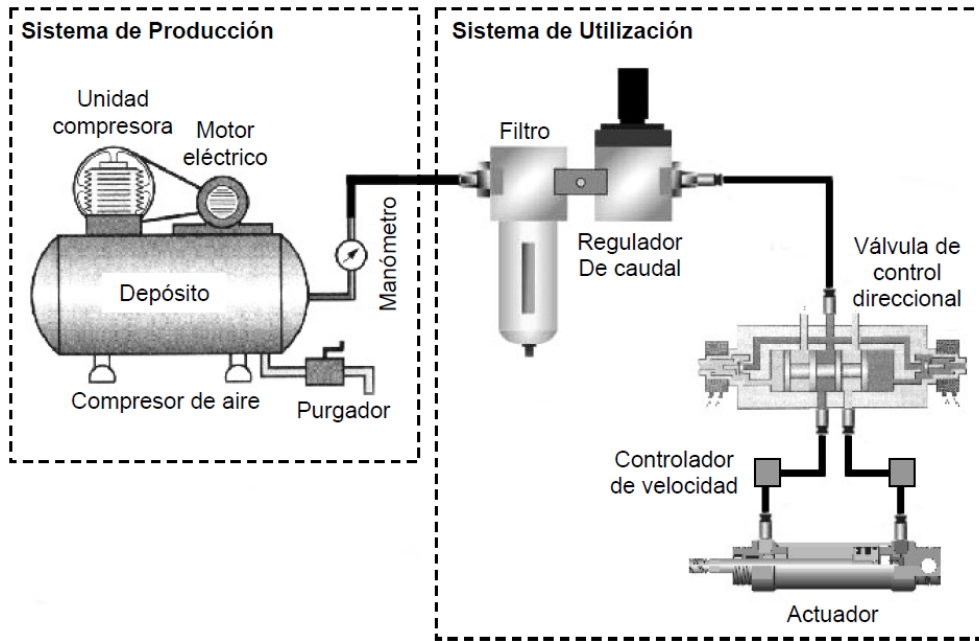 Sistema de Producción
Unidad
compresora
Motor
eléctrico
Depósito
Manómetro
Compresor de aire
Purgador
Sistema de Utilización
Filtro
Regulador
De caudal
Válvula de
control
direccional
Controlador
de velocidad
Actuador